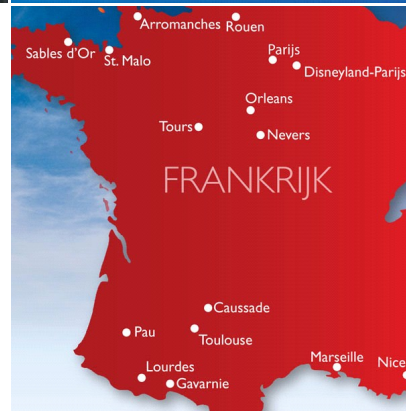 Arromanches
Rouen
Sables d'Or
St. Malo
Parijs
Disneyland-Parijs
Orleans
Tours
Nevers
FRANKRIJK
Caussade
Pau
Toulouse
Marseille
Nice
Lourdes
Gavarnie